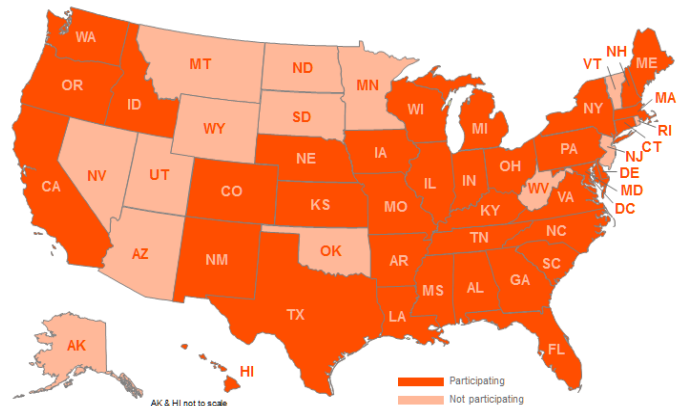 WA
OR
ID
MT
ND
MN
WY
SD
WI
MI
VT
NH
ME
NY
MA
RI
CT
NJ
PA
DE
MD
DC
NE
IA
IL
IN
OH
WV
VA
CA
NV
UT
CO
KS
MO
KY
AZ
NM
OK
AR
TN
NC
SC
TX
LA
MS
AL
GA
FL
AK
HI
AK & HI not to scale
Participating
Not participating